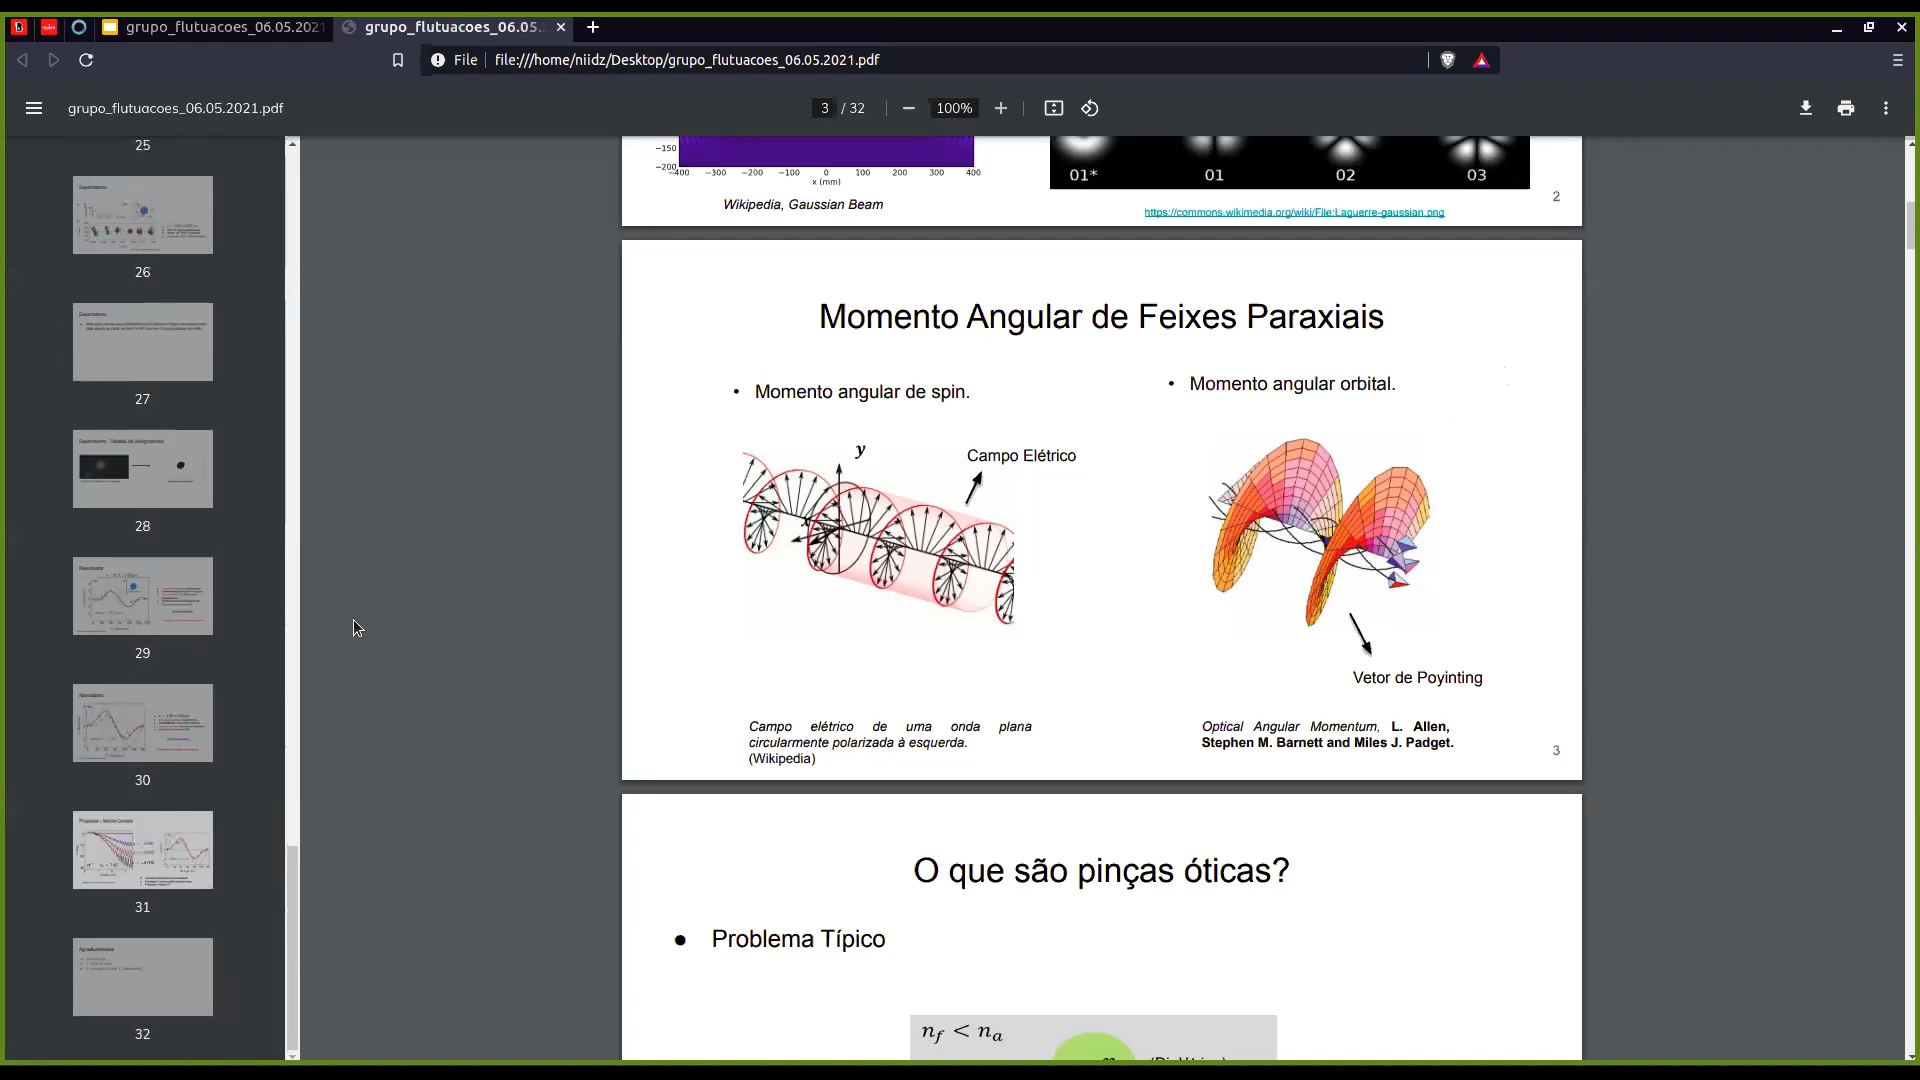 grupo_flutuacoes_06.05.2021
grupo_flutuacoes_06.05.
File
file:///home/niidz/Desktop/grupo_flutuacoes_06.05.2021.pdf
grupo_flutuacoes_06.05.2021.pdf
3 / 32
100%
25
26
27
28
29
30
31
32
−150
−200
−400 −300 −200 −100 0 100 200 300 400
x (mm)
Wikipedia, Gaussian Beam
01* 01 02 03
https://commons.wikimedia.org/wiki/File:Laguerre-gaussian.png
2
Momento Angular de Feixes Paraxiais
• Momento angular de spin.
• Momento angular orbital.
y
x
Campo Elétrico
Vetor de Poyinting
Campo elétrico de uma onda plana
circularmente polarizada à esquerda.
(Wikipedia)
Optical Angular Momentum, L. Allen,
Stephen M. Barnett and Miles J. Padget.
3
O que são pinças óticas?
● Problema Típico
n_f < n_a